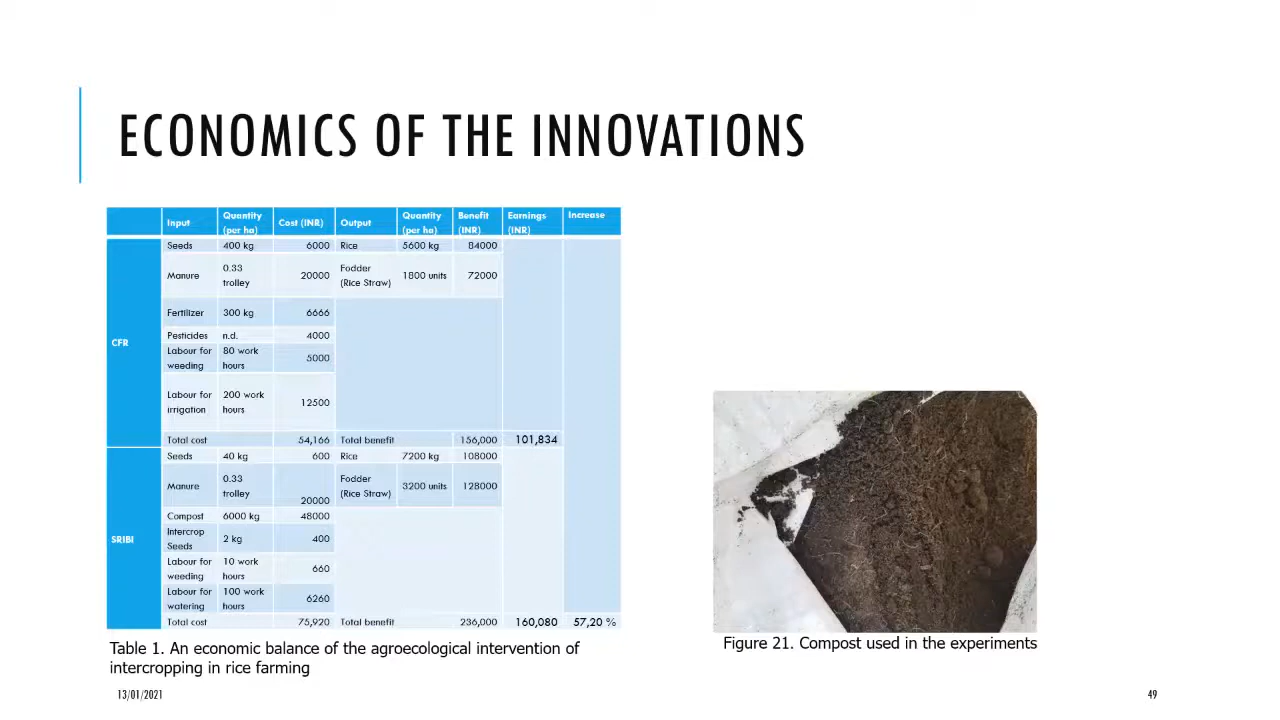 ECONOMICS OF THE INNOVATIONS
Input Quantity (per ha) Cost (INR) Output Quantity (per ha) Benefit (INR) Earnings (INR) Increase
CFR
Seeds 400 kg 6000 Rice 5600 kg 84000
Manure 0.33 trolley 20000 Fodder (Rice Straw) 1800 units 72000
Fertilizer 300 kg 6666
Pesticides n.d. 4000
Labour for weeding 80 work hours 5000
Labour for irrigation 200 work hours 12500
Total cost 54,166 Total benefit 156,000 101,834
SRIBI
Seeds 40 kg 600 Rice 7200 kg 108000
Manure 0.33 trolley 20000 Fodder (Rice Straw) 3200 units 128000
Compost 6000 kg 48000
Intercrop Seeds 2 kg 400
Labour for weeding 10 work hours 660
Labour for watering 100 work hours 6260
Total cost 75,920 Total benefit 236,000 160,080 57,20 %
Table 1. An economic balance of the agroecological intervention of
intercropping in rice farming
Figure 21. Compost used in the experiments
13/01/2021
49